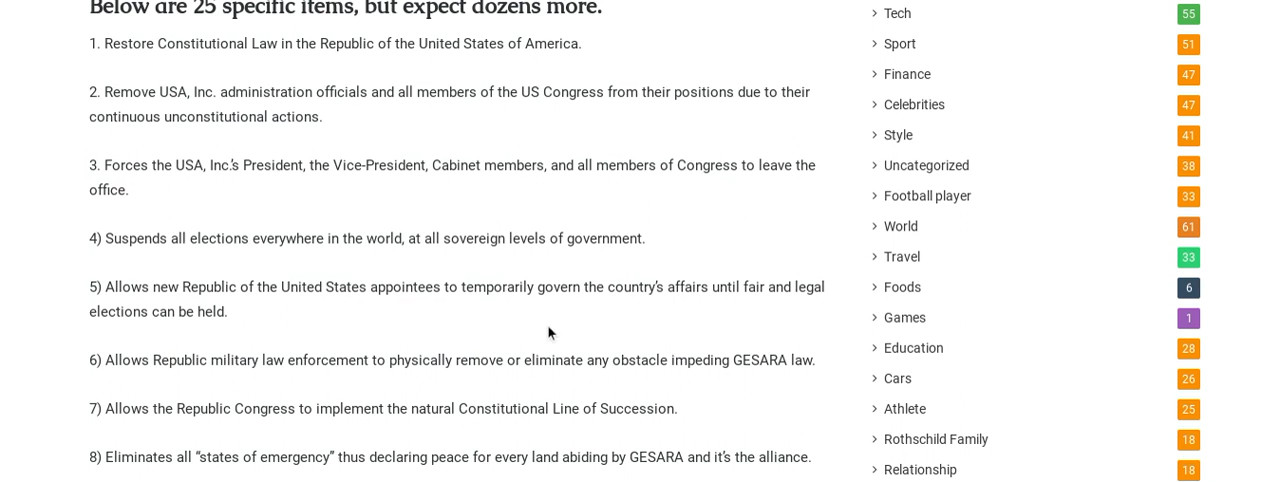 Below are 25 specific items, but expect dozens more.
1. Restore Constitutional Law in the Republic of the United States of America.
2. Remove USA, Inc. administration officials and all members of the US Congress from their positions due to their
continuous unconstitutional actions.
3. Forces the USA, Inc.’s President, the Vice-President, Cabinet members, and all members of Congress to leave the
office.
4) Suspends all elections everywhere in the world, at all sovereign levels of government.
5) Allows new Republic of the United States appointees to temporarily govern the country’s affairs until fair and legal
elections can be held.
6) Allows Republic military law enforcement to physically remove or eliminate any obstacle impeding GESARA law.
7) Allows the Republic Congress to implement the natural Constitutional Line of Succession.
8) Eliminates all “states of emergency” thus declaring peace for every land abiding by GESARA and it’s the alliance.
Tech 55
Sport 51
Finance 47
Celebrities 47
Style 41
Uncategorized 38
Football player 33
World 61
Travel 33
Foods 6
Games 1
Education 28
Cars 26
Athlete 25
Rothschild Family 18
Relationship 18